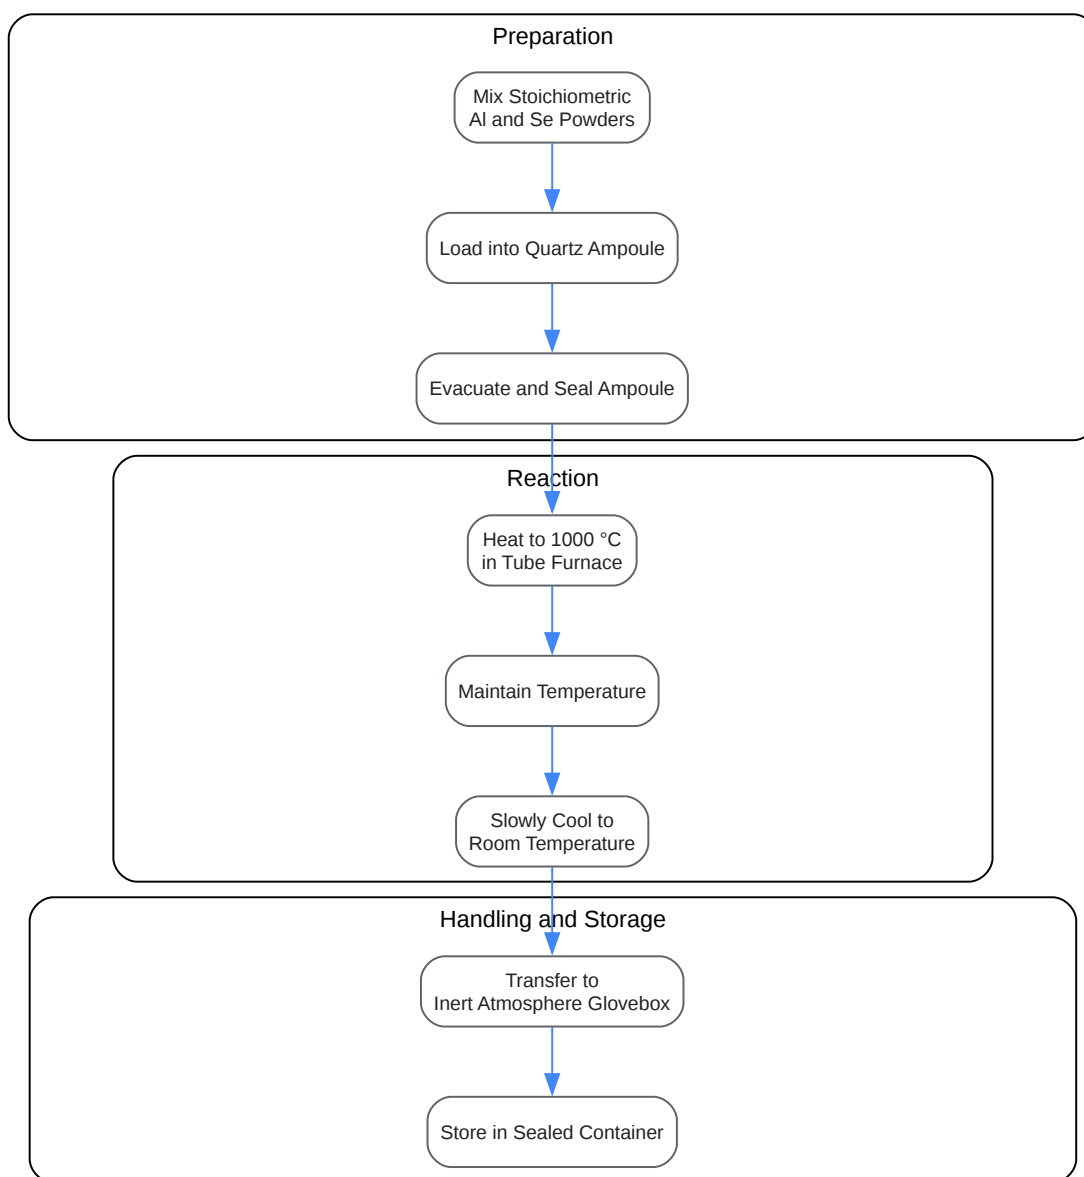 Preparation
Mix Stoichiometric
Al and Se Powders
Load into Quartz Ampoule
Evacuate and Seal Ampoule
Reaction
Heat to 1000 °C
in Tube Furnace
Maintain Temperature
Slowly Cool to
Room Temperature
Handling and Storage
Transfer to
Inert Atmosphere Glovebox
Store in Sealed Container